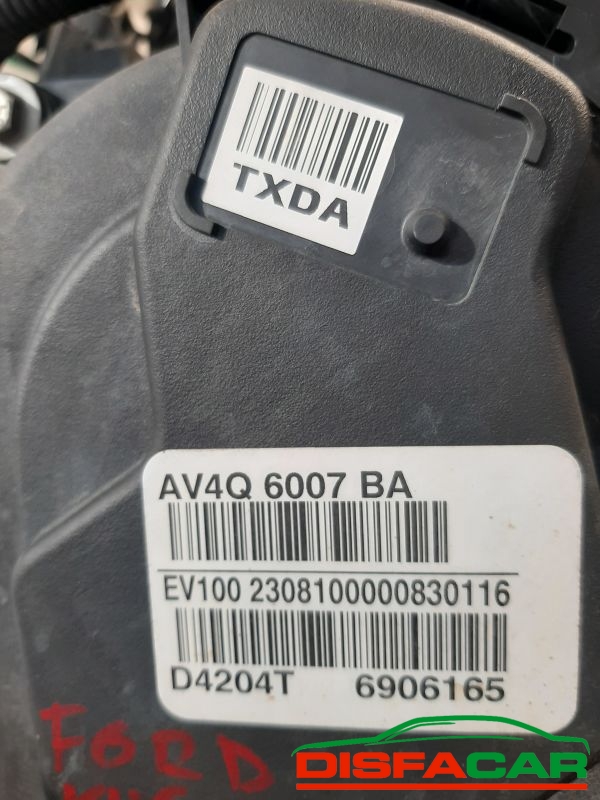 TXDA
AV4Q 6007 BA
EV100 2308100000830116
D4204T 6906165
FORD
DISFACAR